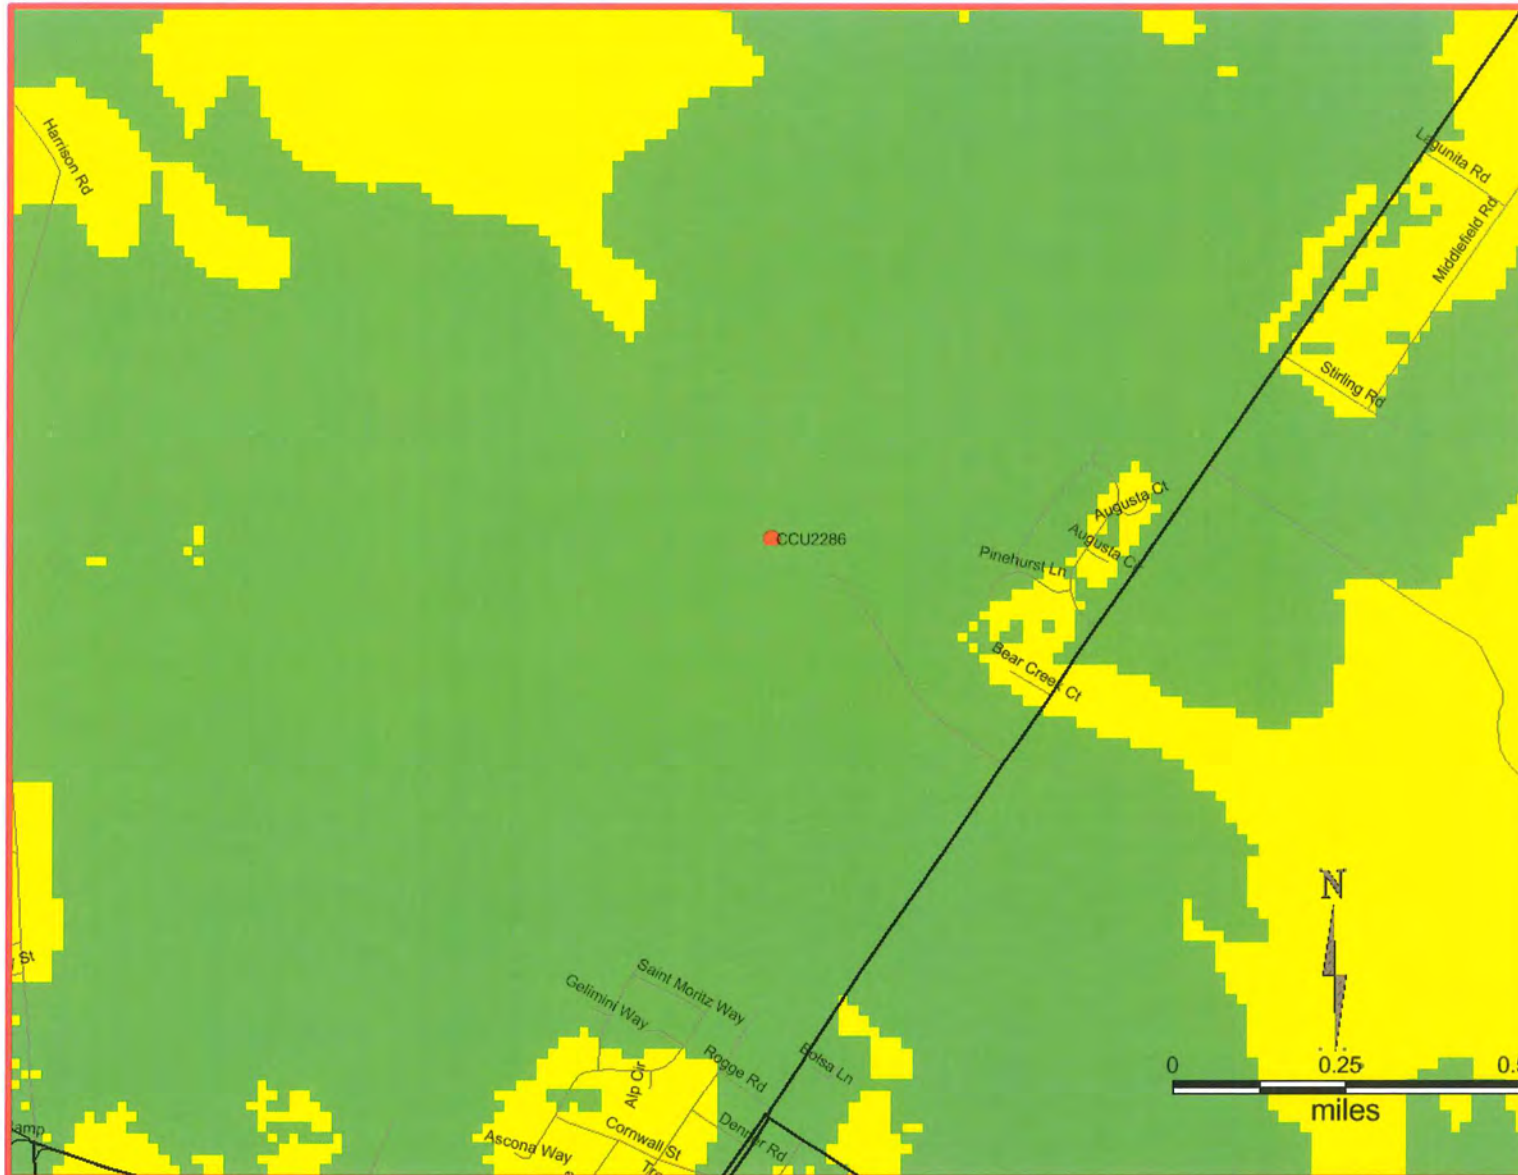 Harrison Rd
Lagunita Rd
Middlefield Rd
Stirling Rd
Augusta Ct
CCU2286
Augusta Ct
Pinehurst Ln
Bear Creek Ct
N
St
Saint Moritz Way
Gelimini Way
Rogge Rd
Bolsa Ln
Alp Cir
0 0.25
miles
Cornwall St
Denner Rd
Ascona Way